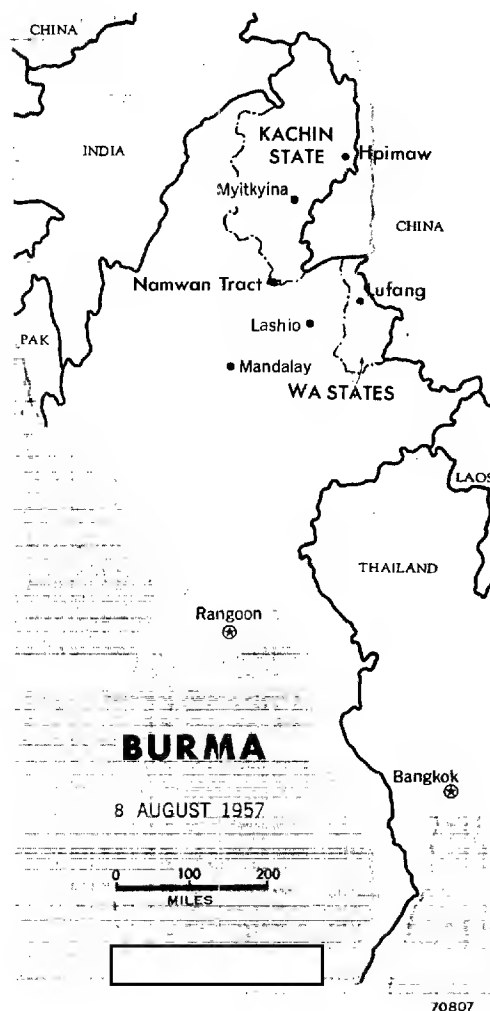 CHINA
KACHIN
STATE
Hpimaw
INDIA
Myitkyina
CHINA
Namwan Tract
Lufang
PAK
Lashio
Mandalay
WA STATES
LAOS
THAILAND
Rangoon
BURMA
Bangkok
8 AUGUST 1957
0 100 200
MILES
70807